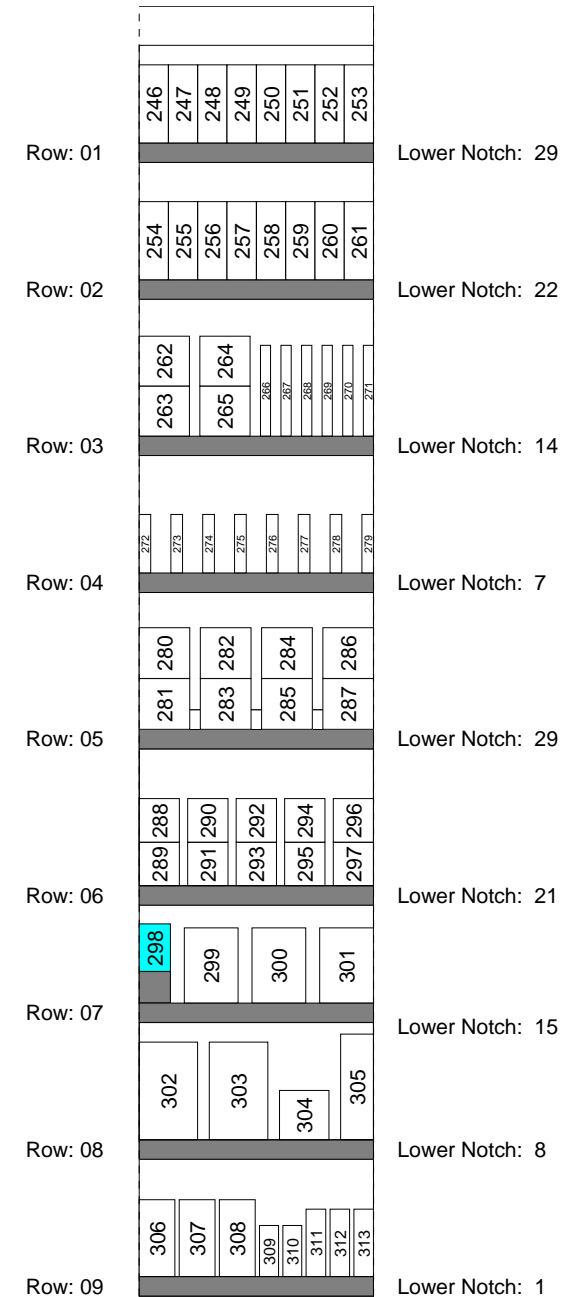 246 247 248 249 250 251 252 253
Row: 01 Lower Notch: 29
254 255 256 257 258 259 260 261
Row: 02 Lower Notch: 22
262 264
263 265 266 267 268 269 270 271
Row: 03 Lower Notch: 14
272 273 274 275 276 277 278 279
Row: 04 Lower Notch: 7
280 282 284 286
281 283 285 287
Row: 05 Lower Notch: 29
288 290 292 294 296
289 291 293 295 297
Row: 06 Lower Notch: 21
298 299 300 301
Row: 07 Lower Notch: 15
302 303 304 305
Row: 08 Lower Notch: 8
306 307 308 309 310 311 312 313
Row: 09 Lower Notch: 1